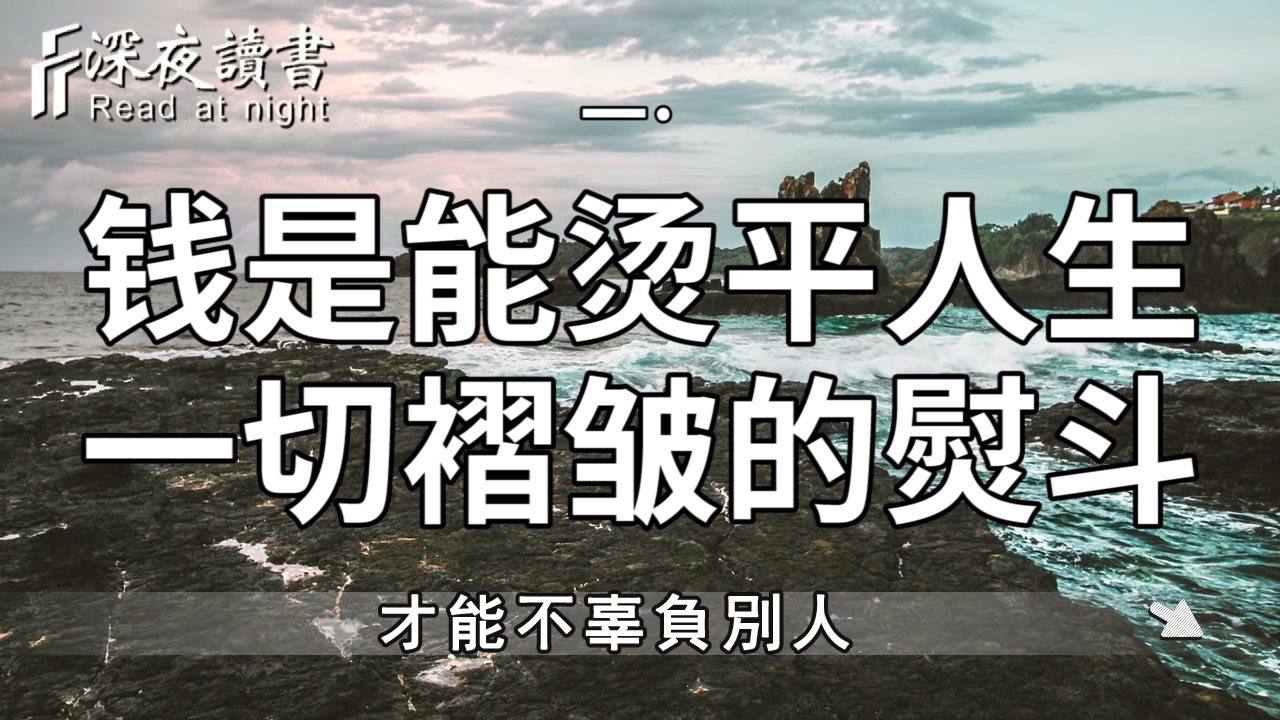 深夜讀書
Read at night
一·
钱是能烫平人生
一切褶皱的熨斗
才能不辜負別人